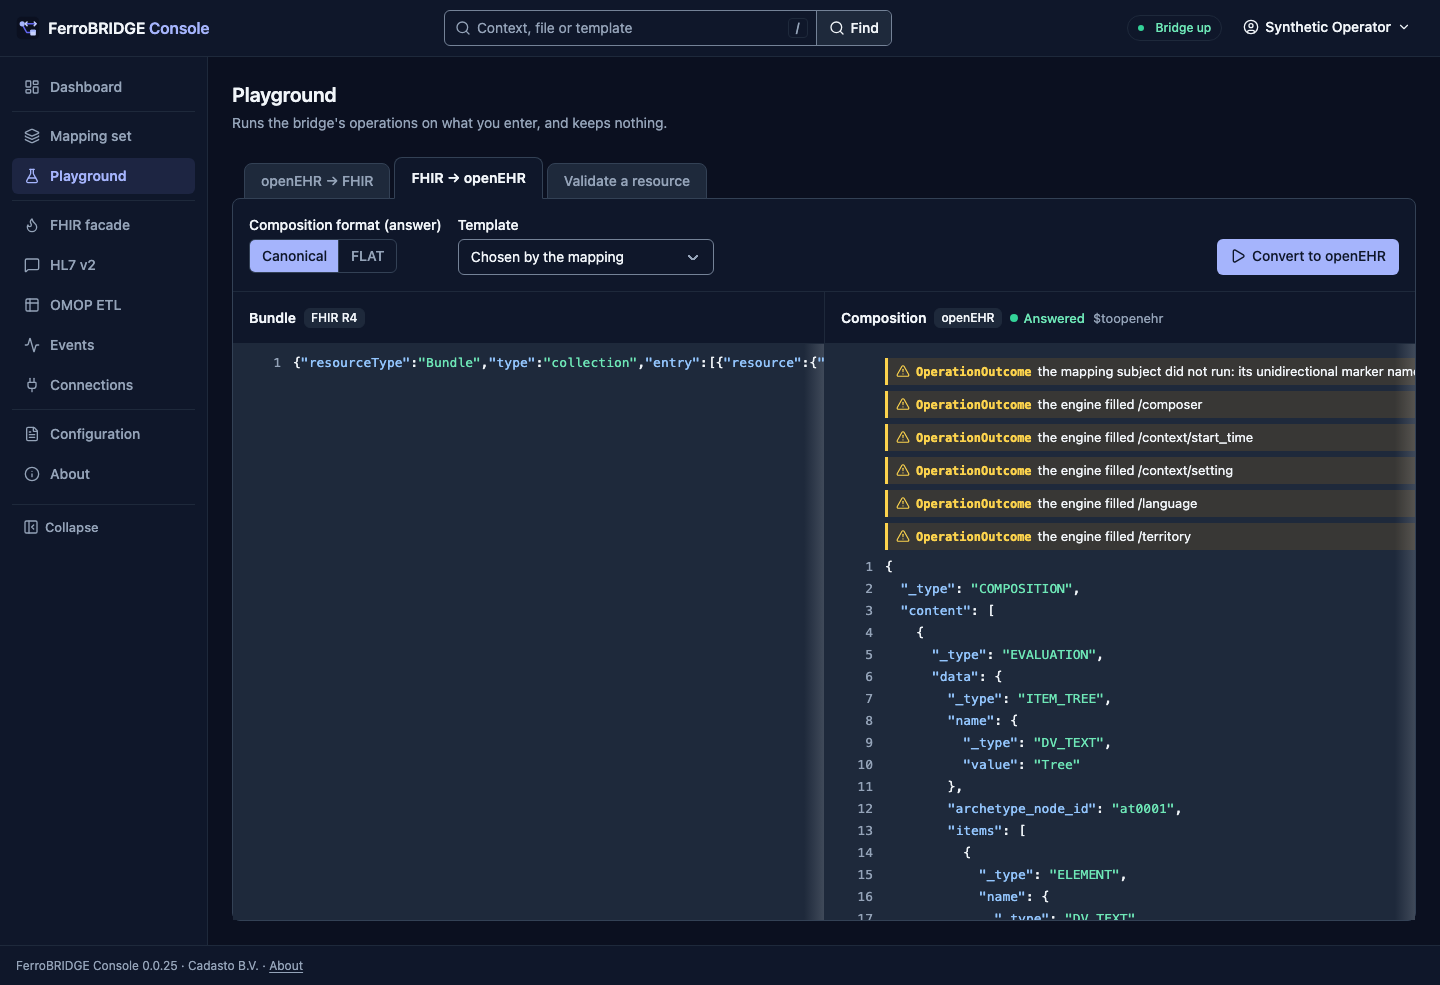 FerroBRIDGE Console
Context, file or template
/
Find
Bridge up
Synthetic Operator
Dashboard
Mapping set
Playground
FHIR facade
HL7 v2
OMOP ETL
Events
Connections
Configuration
About
Collapse
Playground
Runs the bridge's operations on what you enter, and keeps nothing.
openEHR → FHIR
FHIR → openEHR
Validate a resource
Composition format (answer)
Template
Canonical
FLAT
Chosen by the mapping
Convert to openEHR
Bundle FHIR R4
1 {"resourceType":"Bundle","type":"collection","entry":[{"resource":{"
Composition openEHR Answered $toopenehr
OperationOutcome the mapping subject did not run: its unidirectional marker name
OperationOutcome the engine filled /composer
OperationOutcome the engine filled /context/start_time
OperationOutcome the engine filled /context/setting
OperationOutcome the engine filled /language
OperationOutcome the engine filled /territory
1 {
2 "_type": "COMPOSITION",
3 "content": [
4 {
5 "_type": "EVALUATION",
6 "data": {
7 "_type": "ITEM_TREE",
8 "name": {
9 "_type": "DV_TEXT",
10 "value": "Tree"
11 },
12 "archetype_node_id": "at0001",
13 "items": [
14 {
15 "_type": "ELEMENT",
16 "name": {
17 "_type": "DV_TEXT"
FerroBRIDGE Console 0.0.25 · Cadasto B.V. · About